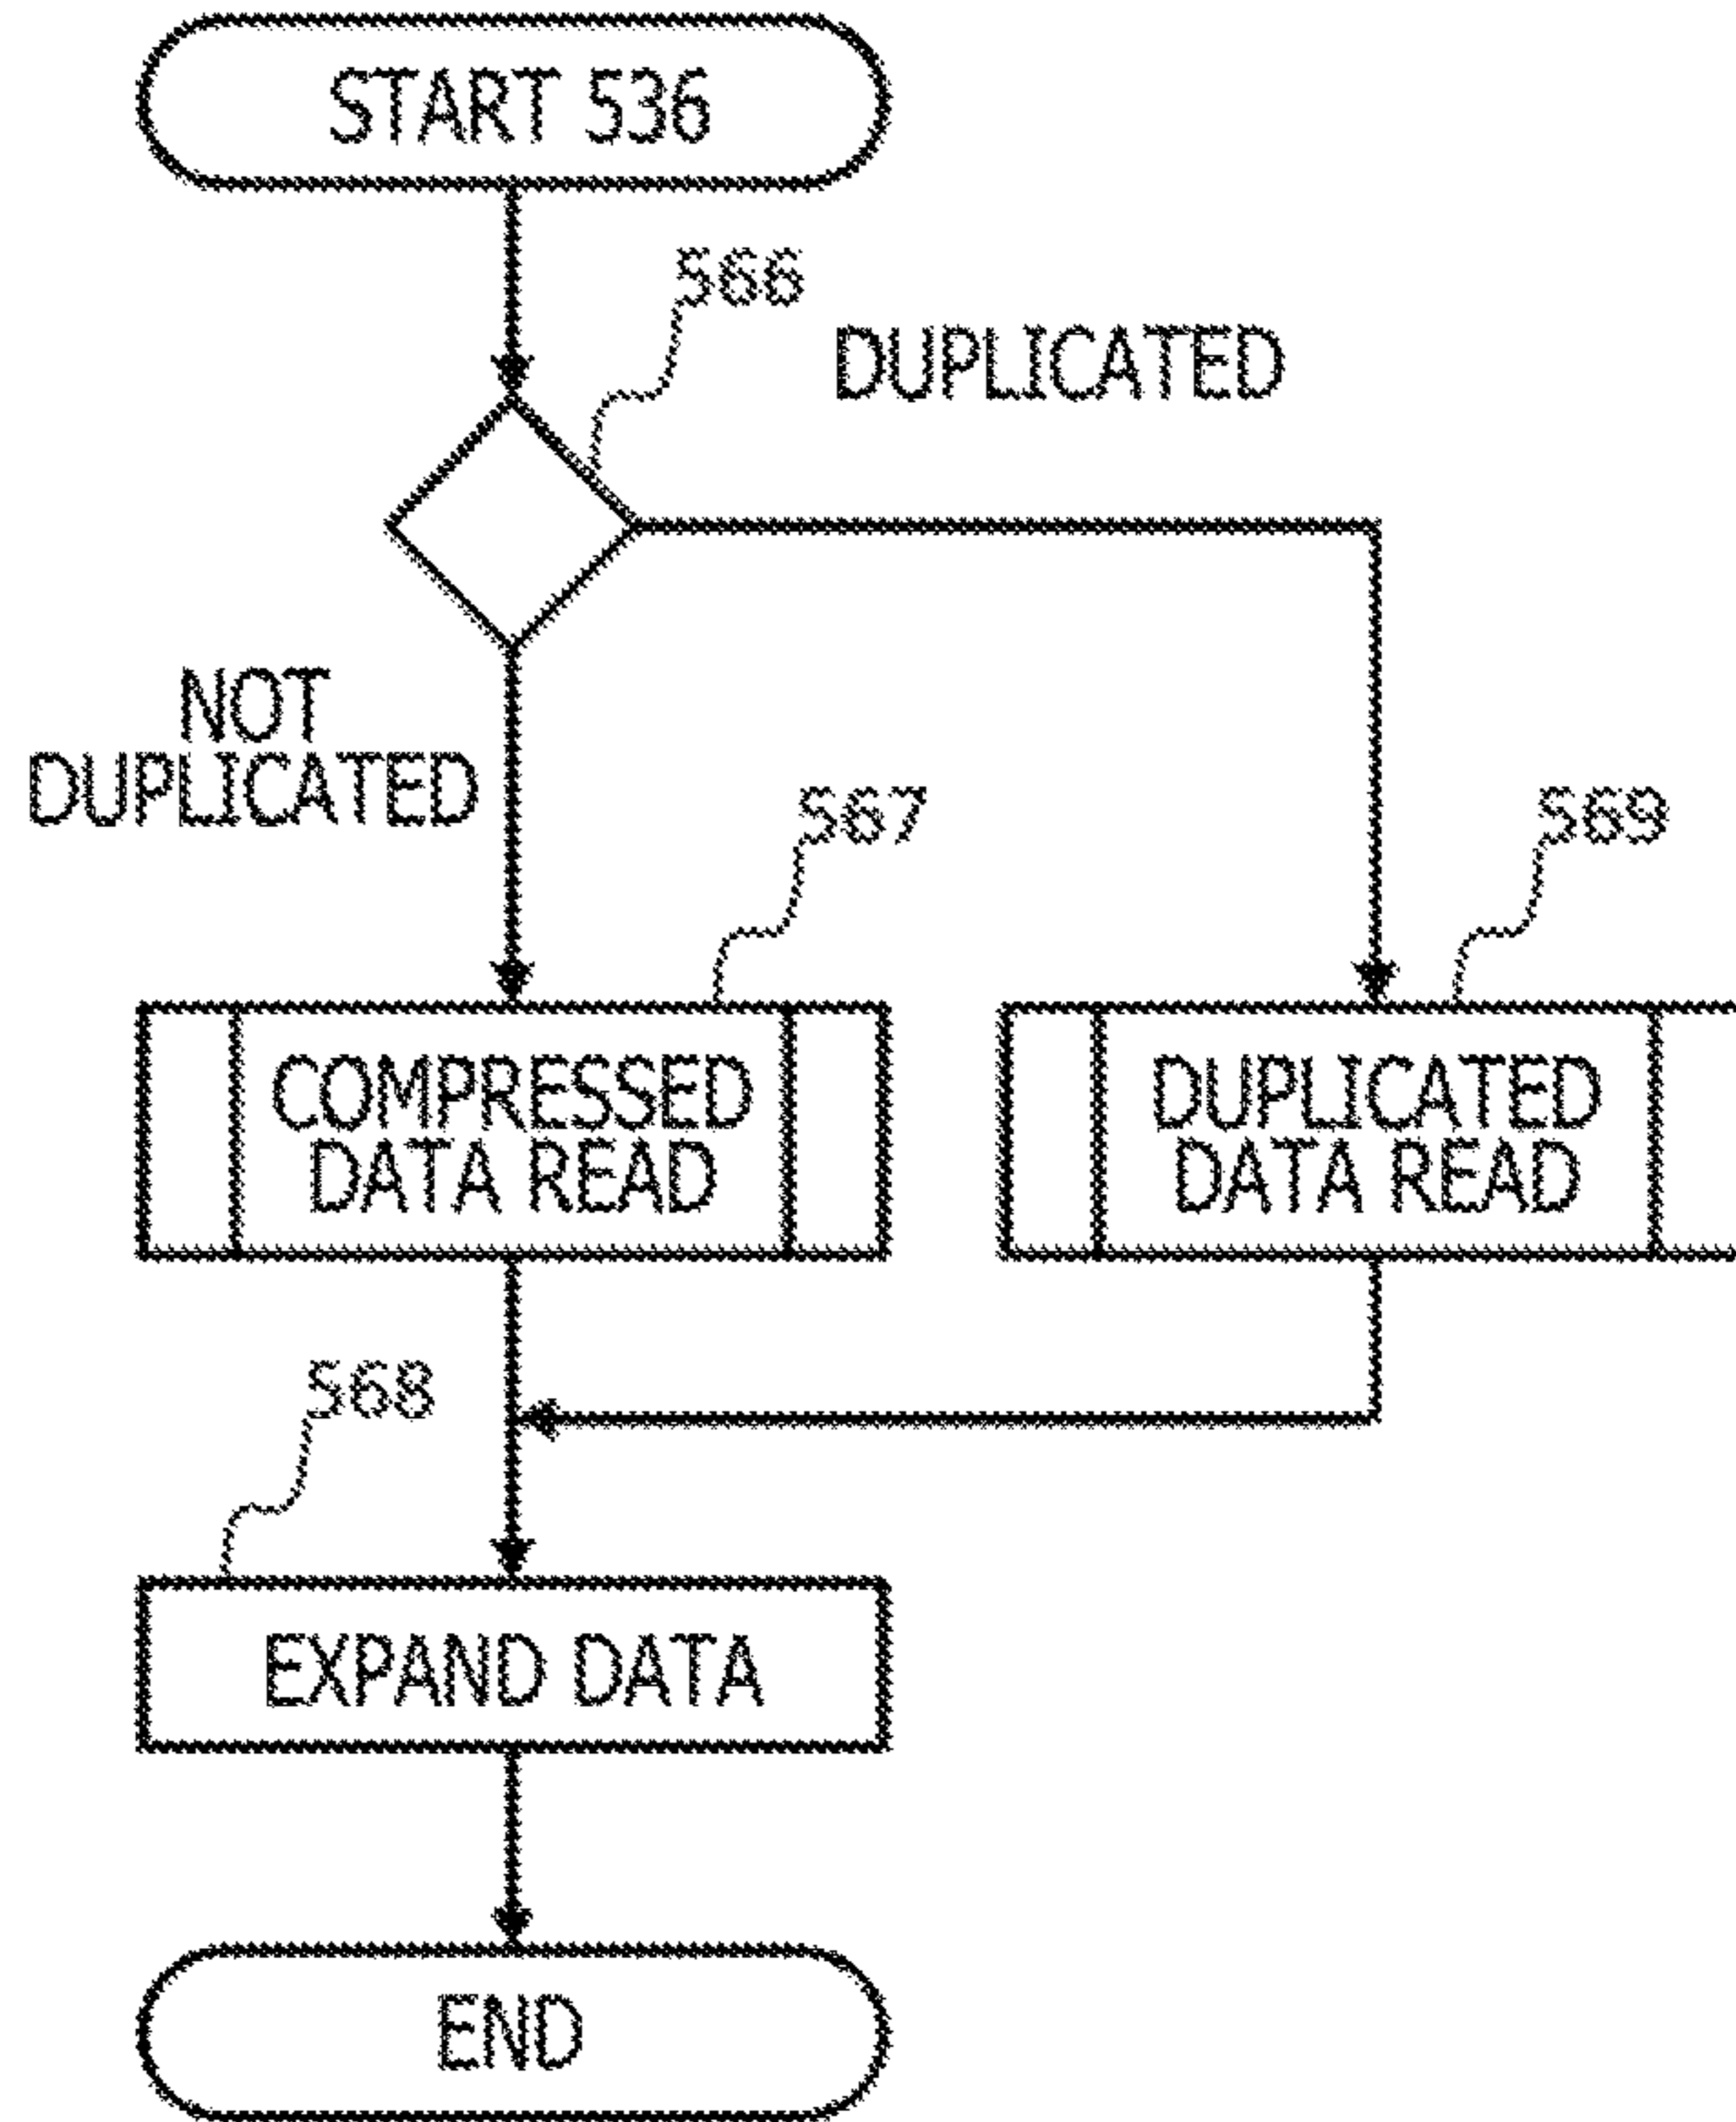 START 536
566
DUPLICATED
NOT
DUPLICATED
567
569
COMPRESSED
DATA READ
DUPLICATED
DATA READ
568
EXPAND DATA
END